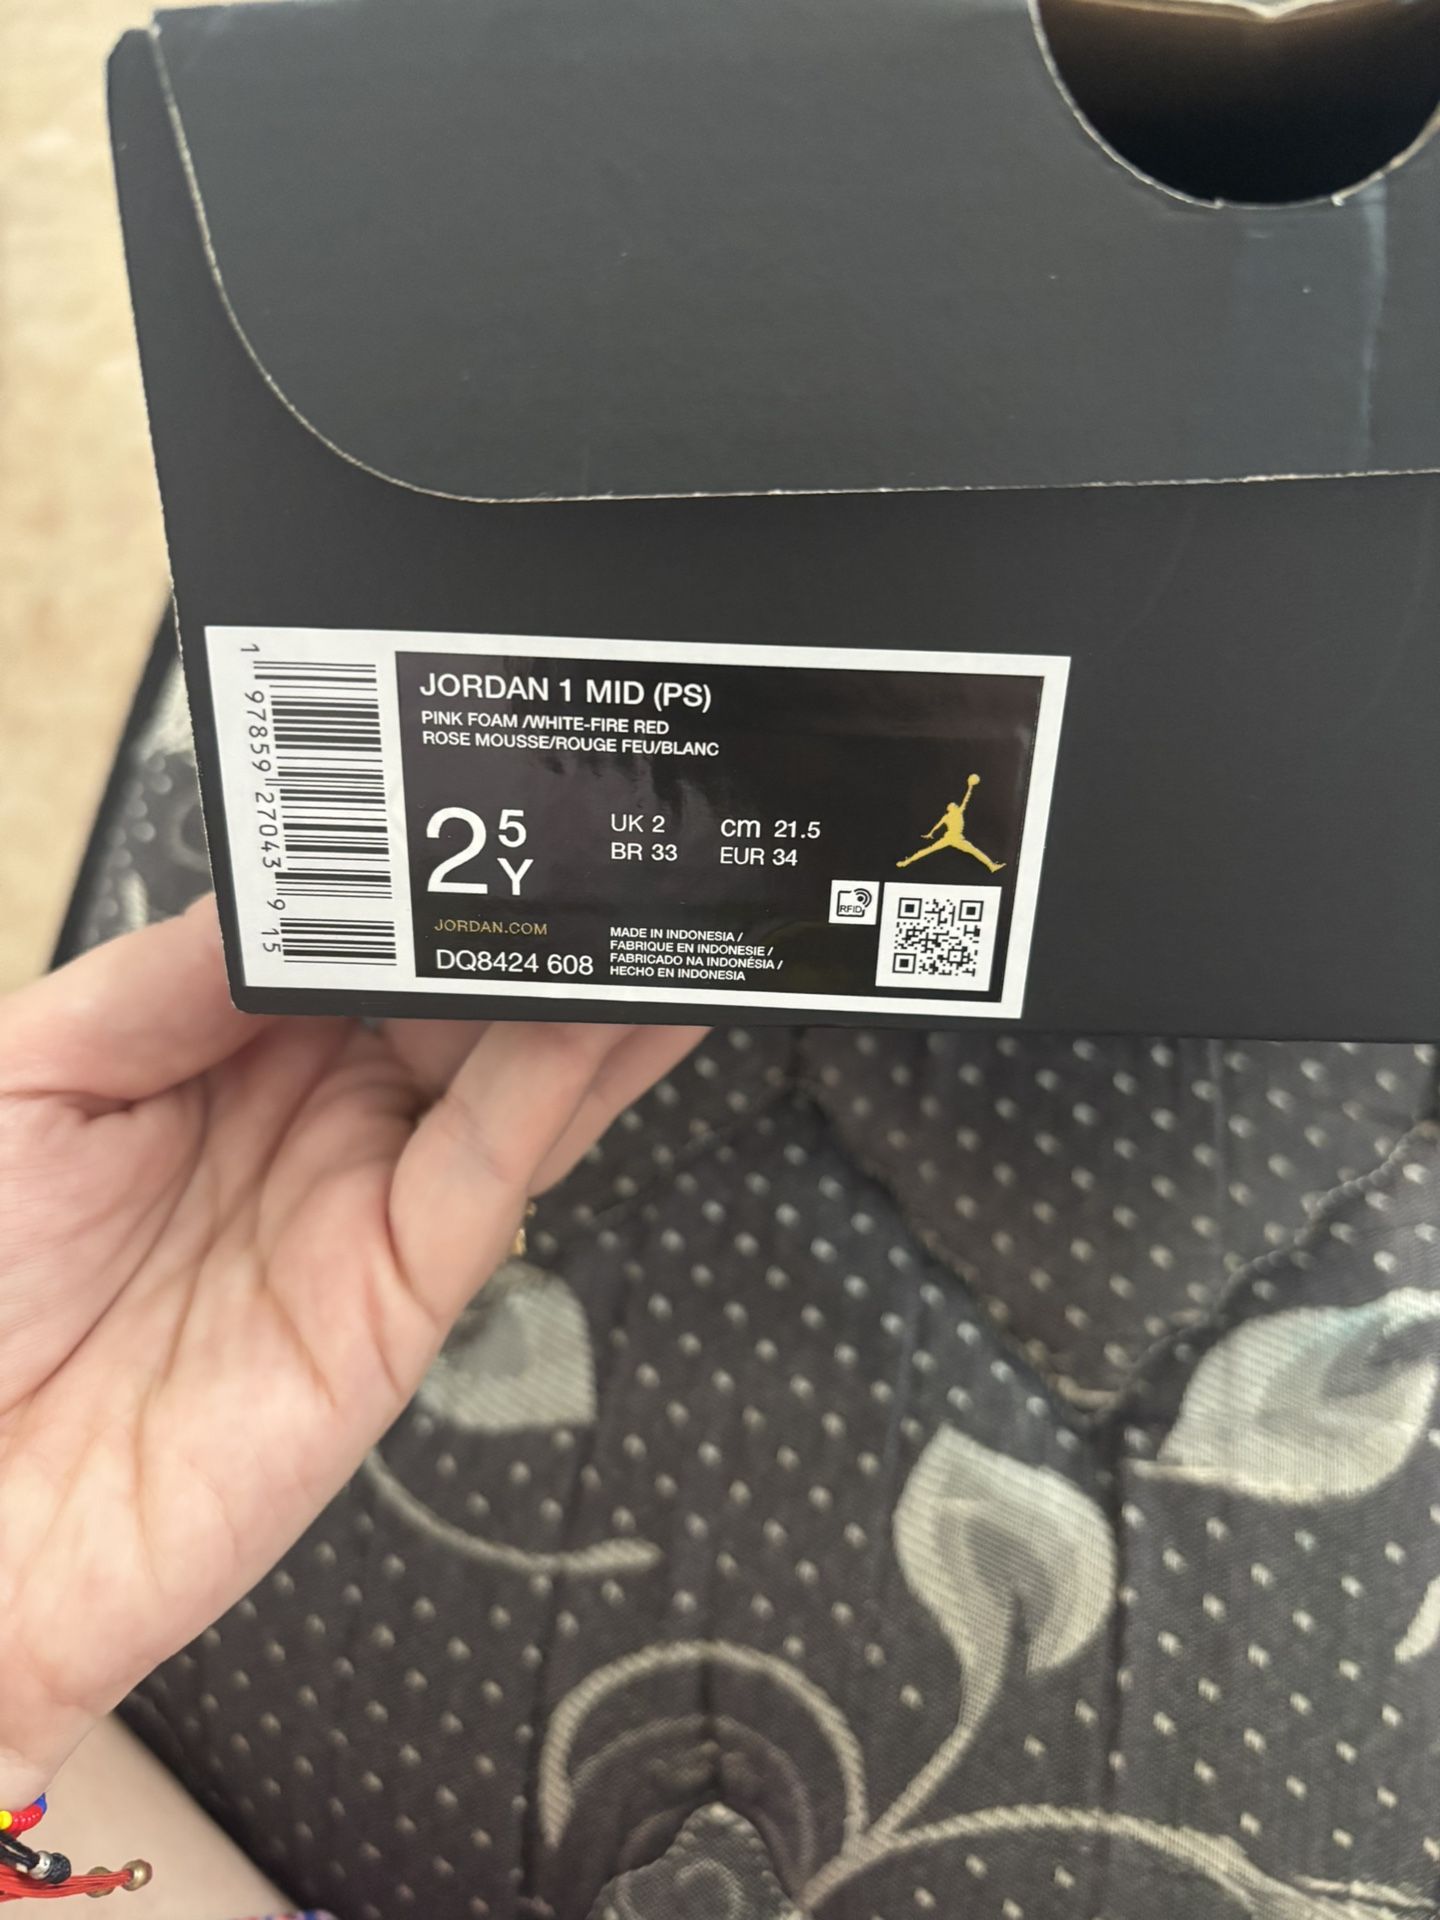 JORDAN 1 MID (PS)
PINK FOAM /WHITE-FIRE RED
ROSE MOUSSE/ROUGE FEU/BLANC
2 5 Y
UK 2
cm 21.5
BR 33
EUR 34
RFID
JORDAN.COM
DQ8424 608
MADE IN INDONESIA /
FABRIQUE EN INDONESIE /
FABRICADO NA INDONÉSIA /
HECHO EN INDONESIA
1 97859 27043 9 15